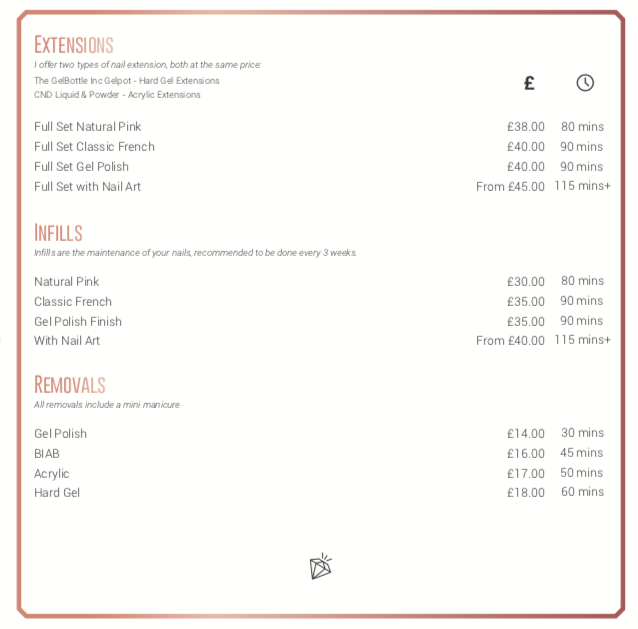 EXTENSIONS
I offer two types of nail extension, both at the same price:
The GelBottle Inc Gelpot - Hard Gel Extensions
CND Liquid & Powder - Acrylic Extensions
£
Full Set Natural Pink £38.00 80 mins
Full Set Classic French £40.00 90 mins
Full Set Gel Polish £40.00 90 mins
Full Set with Nail Art From £45.00 115 mins+
INFILLS
Infills are the maintenance of your nails, recommended to be done every 3 weeks.
Natural Pink £30.00 80 mins
Classic French £35.00 90 mins
Gel Polish Finish £35.00 90 mins
With Nail Art From £40.00 115 mins+
REMOVALS
All removals include a mini manicure
Gel Polish £14.00 30 mins
BIAB £16.00 45 mins
Acrylic £17.00 50 mins
Hard Gel £18.00 60 mins